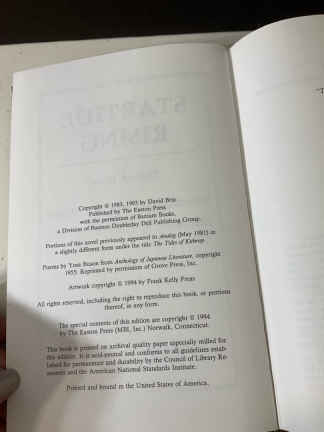 STARTIDE
RISING
Copyright © 1983, 1993 by David Brin
Published by The Easton Press
with the permission of Bantam Books,
a Division of Bantam Doubleday Dell Publishing Group.
Portions of this novel previously appeared in Analog (May 1981) in
a slightly different form under the title The Tides of Kithrup.
Poems by Yosa Buson from Anthology of Japanese Literature, copyright
1955. Reprinted by permission of Grove Press, Inc.
Artwork copyright © 1994 by Frank Kelly Freas
All rights reserved, including the right to reproduce this book, or portions
thereof, in any form.
The special contents of this edition are copyright © 1994
by The Easton Press (MBI, Inc.) Norwalk, Connecticut.
This book is printed on archival quality paper especially milled for
this edition. It is acid-neutral and conforms to all guidelines estab-
lished for permanence and durability by the Council of Library Re-
sources and the American National Standards Institute.
Printed and bound in the United States of America.